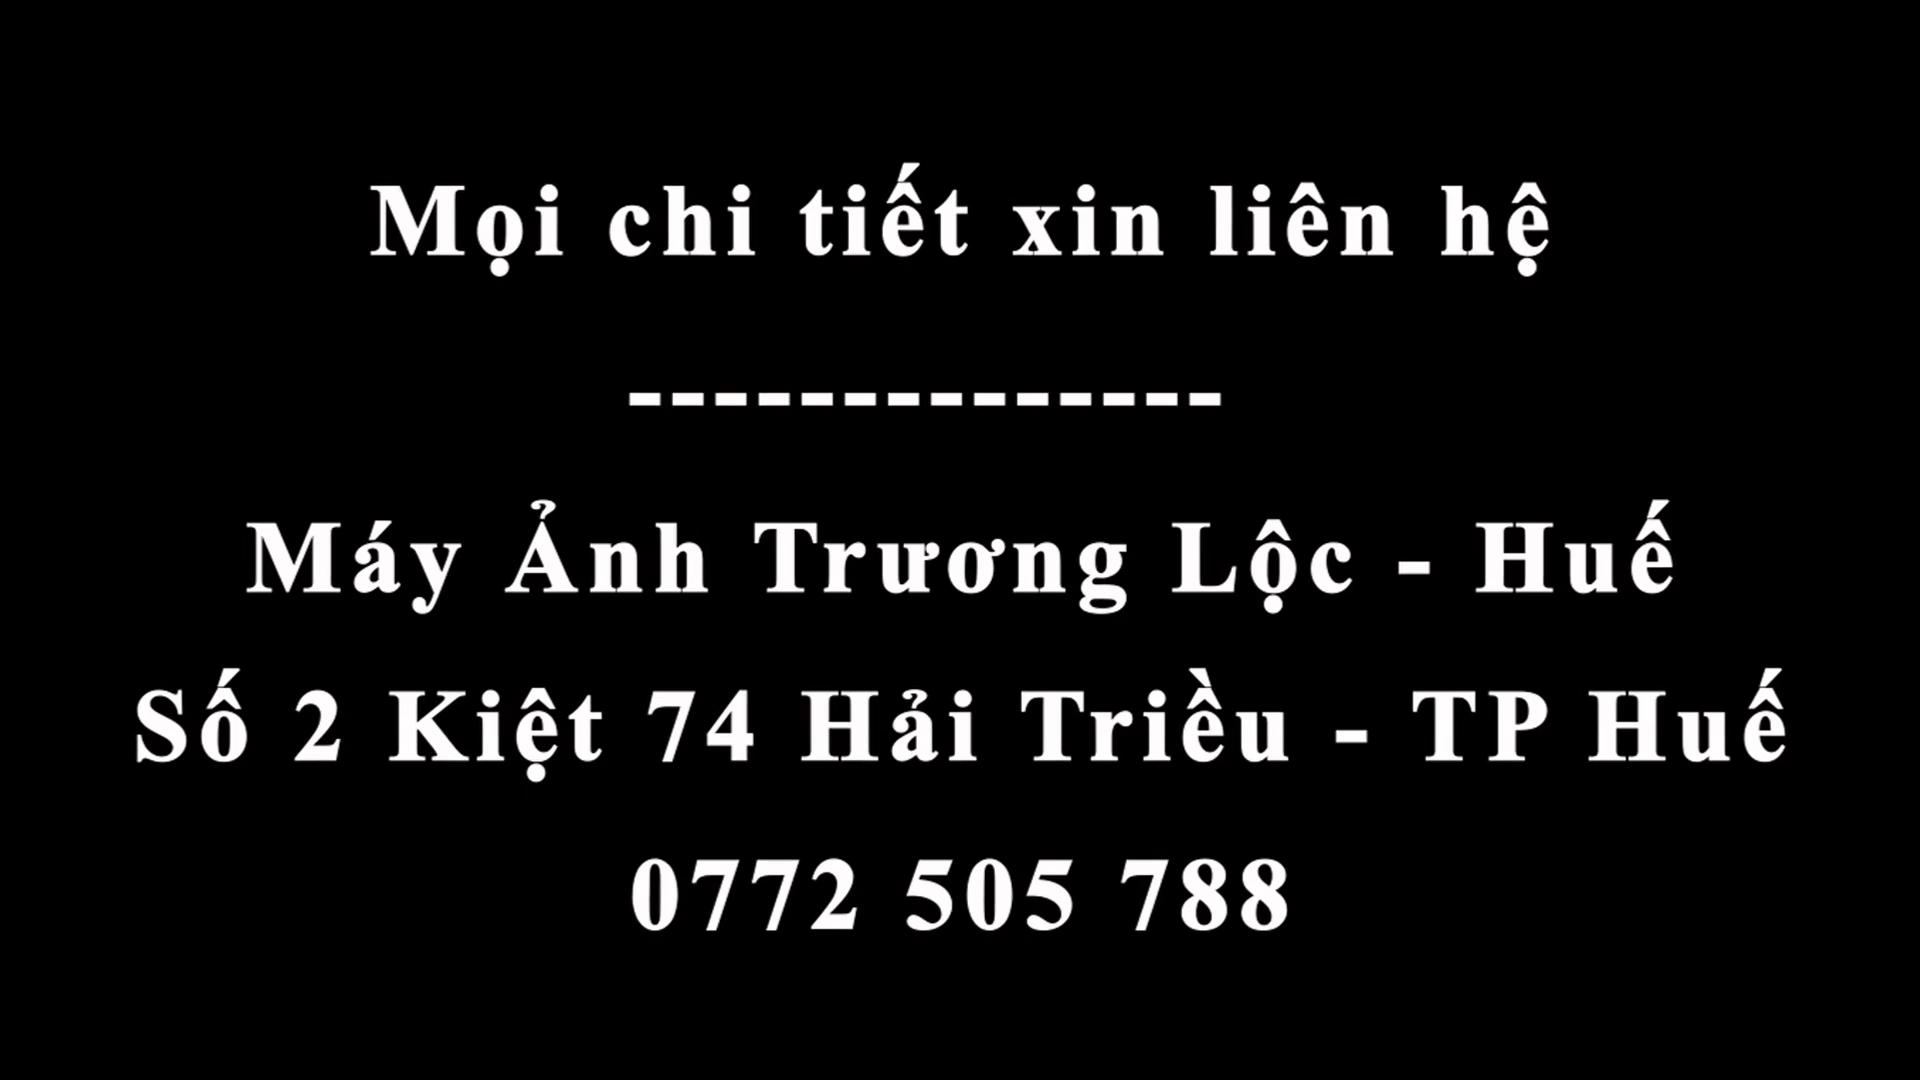 Mọi chi tiết xin liên hệ
--------------
Máy Ảnh Trương Lộc - Huế
Số 2 Kiệt 74 Hải Triều - TP Huế
0772 505 788